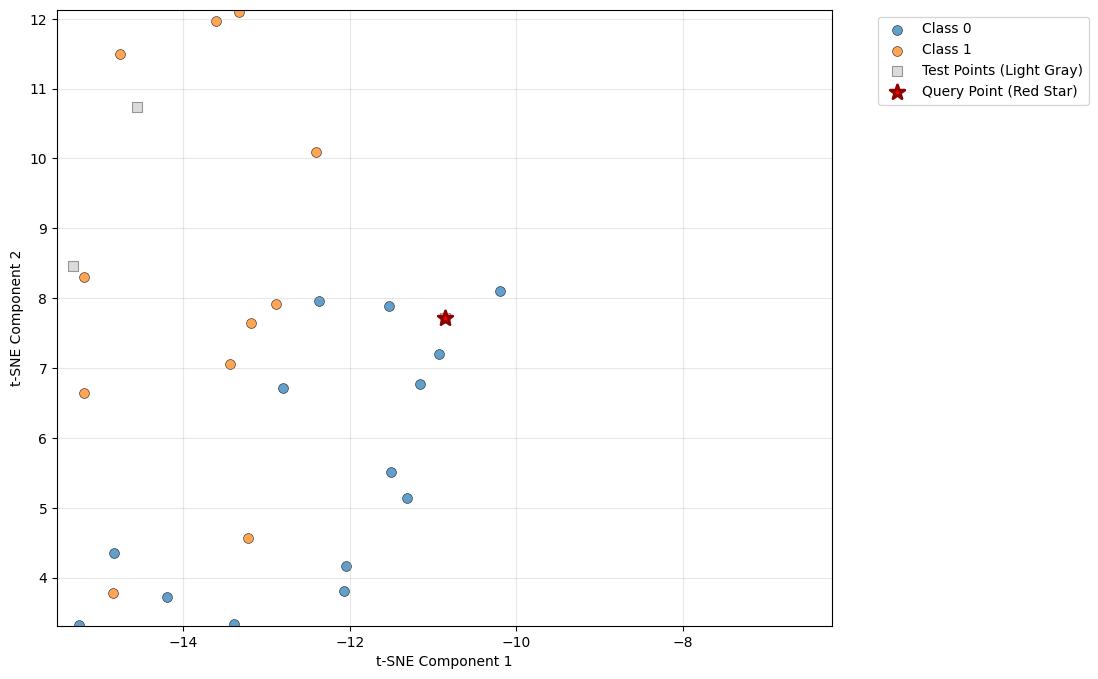 12
11
10
9
8
7
6
5
4
−14
−12
−10
−8
t-SNE Component 1
t-SNE Component 2
Class 0
Class 1
Test Points (Light Gray)
Query Point (Red Star)